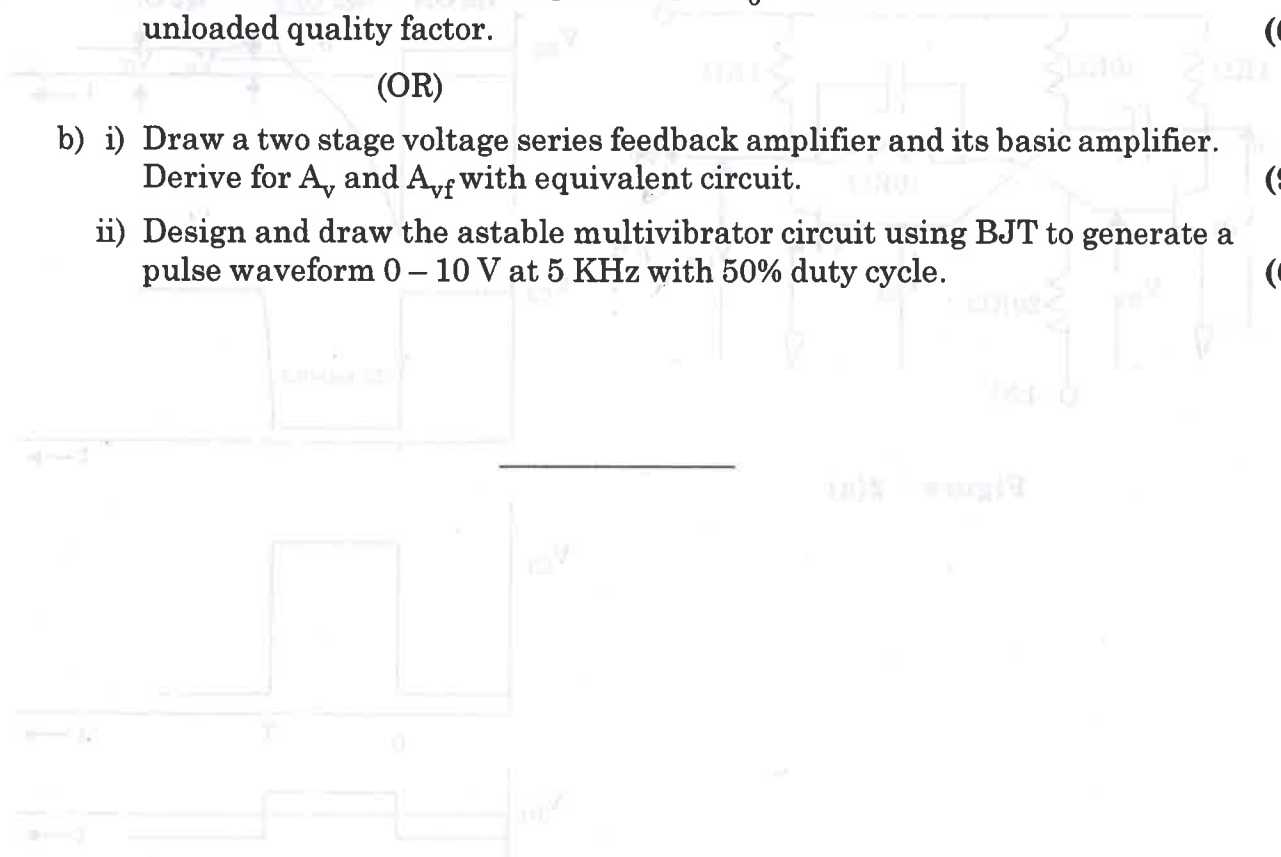 unloaded quality factor. (
(OR)
b) i) Draw a two stage voltage series feedback amplifier and its basic amplifier.
Derive for Av and Avf with equivalent circuit. (
ii) Design and draw the astable multivibrator circuit using BJT to generate a
pulse waveform 0 – 10 V at 5 KHz with 50% duty cycle. (